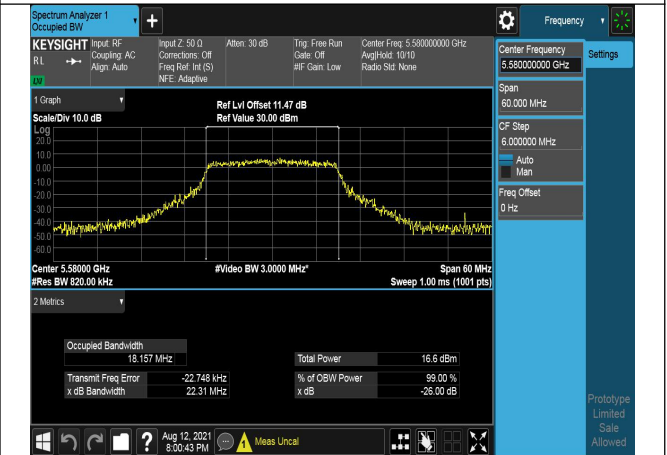 Spectrum Analyzer 1
Occupied BW
+
Frequency
KEYSIGHT
RL
LXI
Input: RF
Coupling: AC
Align: Auto
Input Z: 50 Ω
Corrections: Off
Freq Ref: Int (S)
NFE: Adaptive
Atten: 30 dB
Trig: Free Run
Gate: Off
#IF Gain: Low
Center Freq: 5.580000000 GHz
Avg|Hold: 10/10
Radio Std: None
Center Frequency
5.580000000 GHz
Settings
Span
60.000 MHz
CF Step
6.000000 MHz
Auto
Man
Freq Offset
0 Hz
1 Graph
Scale/Div 10.0 dB
Ref Lvl Offset 11.47 dB
Ref Value 30.00 dBm
Log
20.0
10.0
0.00
-10.0
-20.0
-30.0
-40.0
-50.0
-60.0
Center 5.58000 GHz
#Video BW 3.0000 MHz*
Span 60 MHz
#Res BW 820.00 kHz
Sweep 1.00 ms (1001 pts)
2 Metrics
Occupied Bandwidth
18.157 MHz
Total Power 16.6 dBm
Transmit Freq Error -22.748 kHz
% of OBW Power 99.00 %
x dB Bandwidth 22.31 MHz
x dB -26.00 dB
Prototype
Limited
Sale
Allowed
?
Aug 12, 2021
8:00:43 PM
Meas Uncal